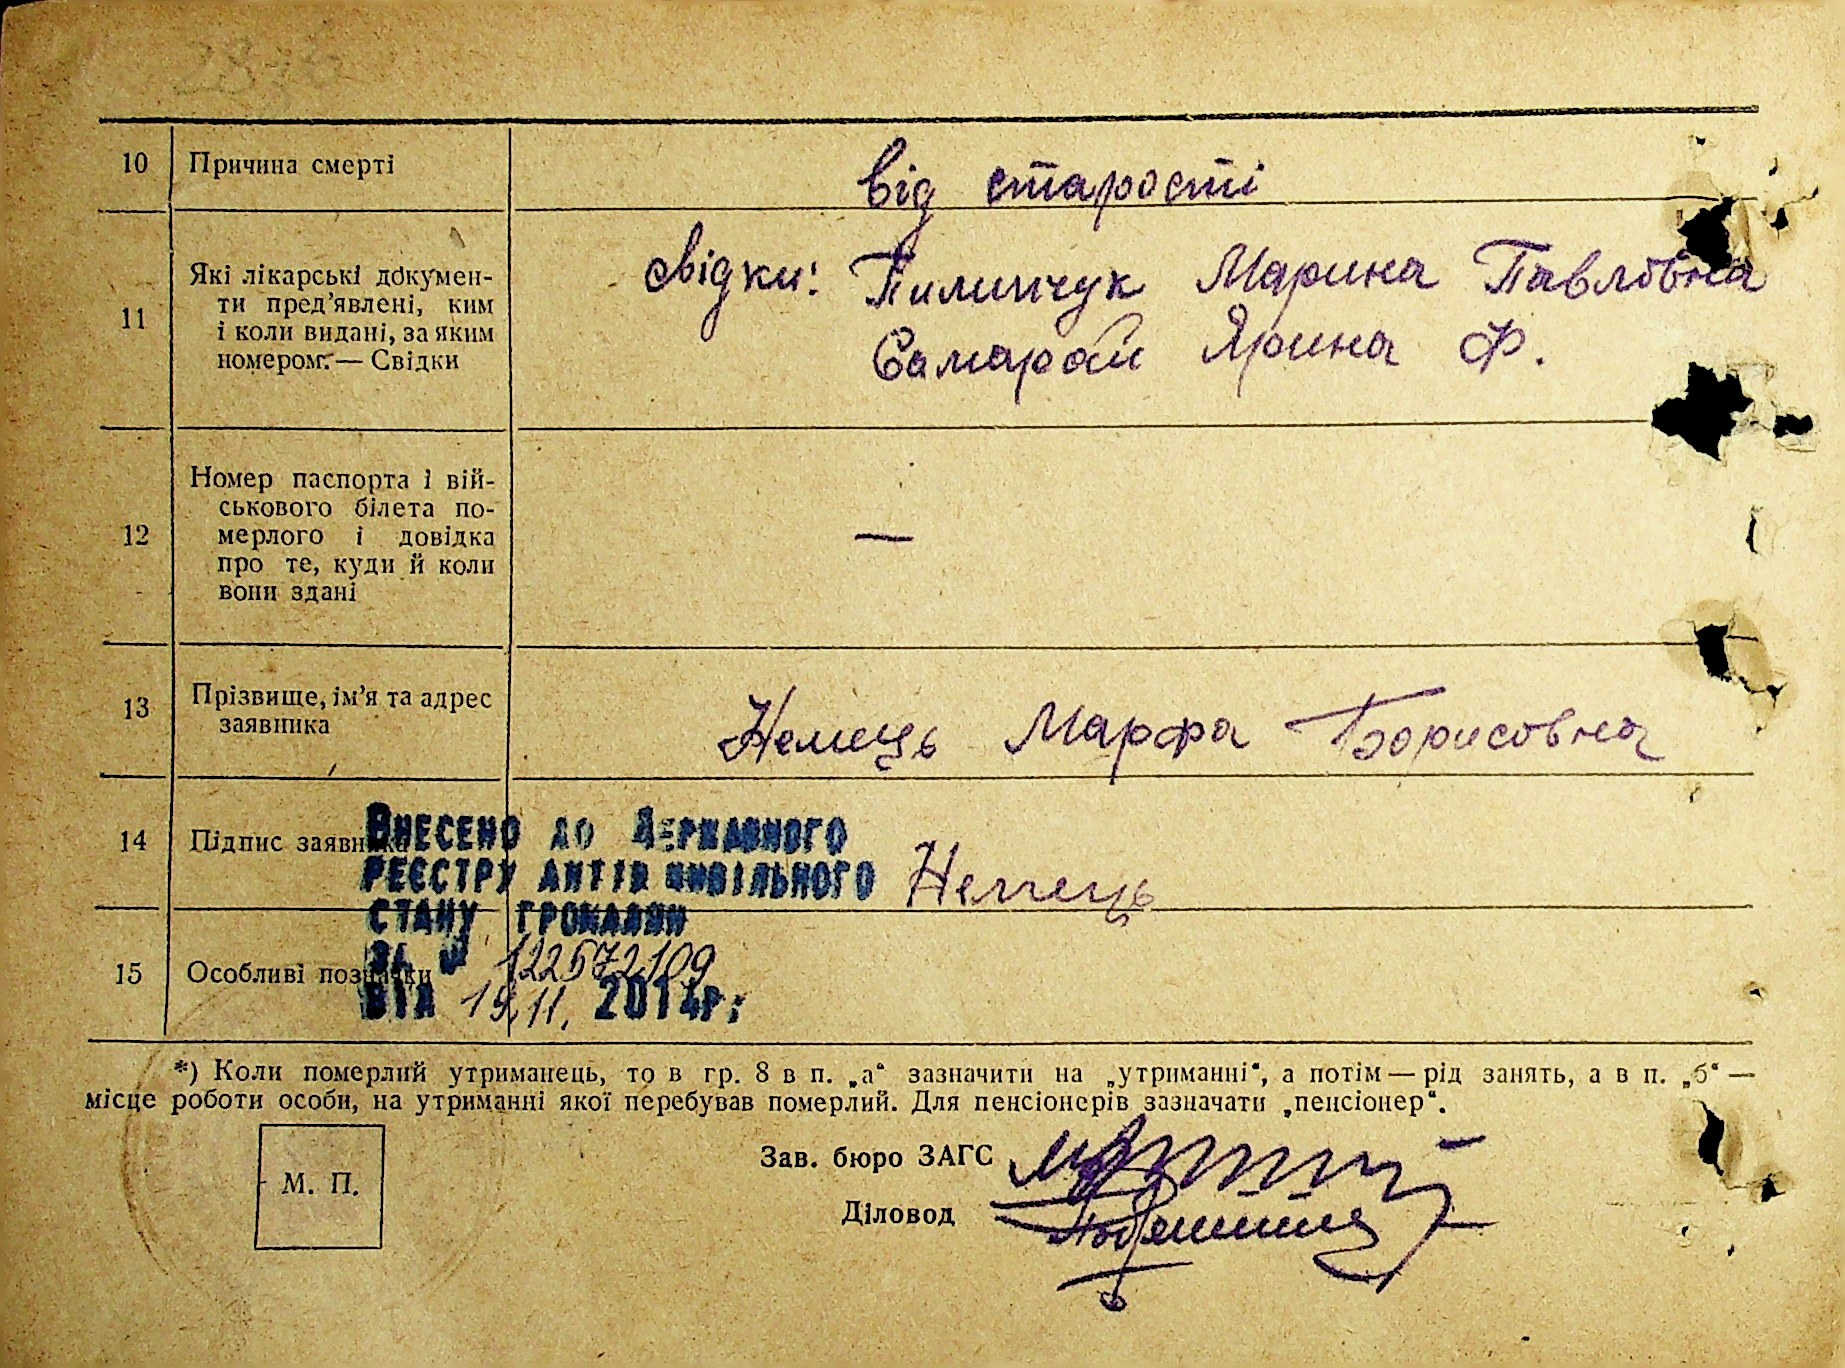 10 Причина смерті від старості
11 Які лікарські докумен-
ти пред’явлені, ким
і коли видані, за яким
номером. — Свідки
свідки: Пилипчук Марина Павловна
Самарай Ярина Ф.
12 Номер паспорта і вій-
ськового білета по-
мерлого і довідка
про те, куди й коли
вони здані
—
13 Прізвище, ім’я та адрес
заявника
Немець Марфа Борисовна
14 Підпис заявника Немець
15 Особливі позначки
Внесено до Державного
реєстру актів цивільного
стану громадян
за № 122572109
від 19.11. 2014р.
*) Коли померлий утриманець, то в гр. 8 в п. „а“ зазначити на „утриманні“, а потім — рід занять, а в п. „б“ —
місце роботи особи, на утриманні якої перебував померлий. Для пенсіонерів зазначати „пенсіонер“.
М. П.
Зав. бюро ЗАГС
Діловод